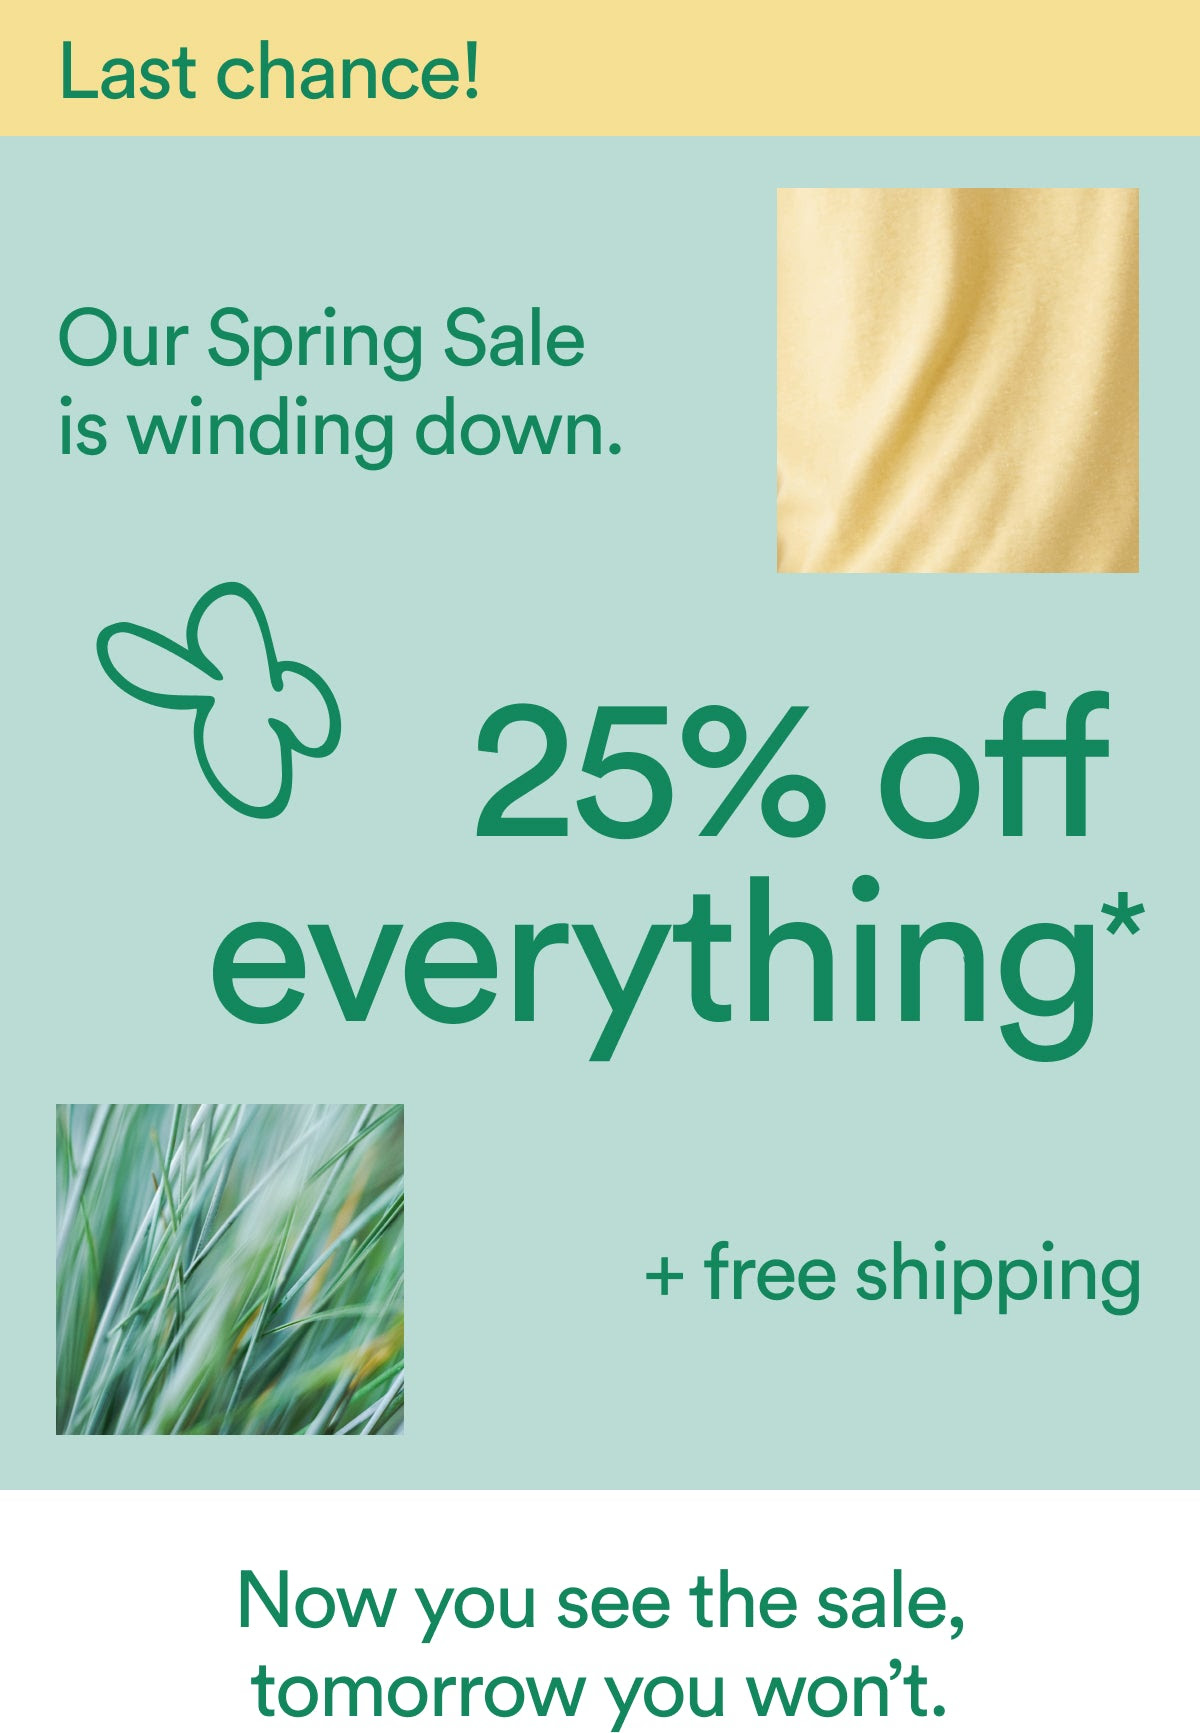 Last chance!
Our Spring Sale
is winding down.
25% off
everything*
+ free shipping
Now you see the sale,
tomorrow you won’t.